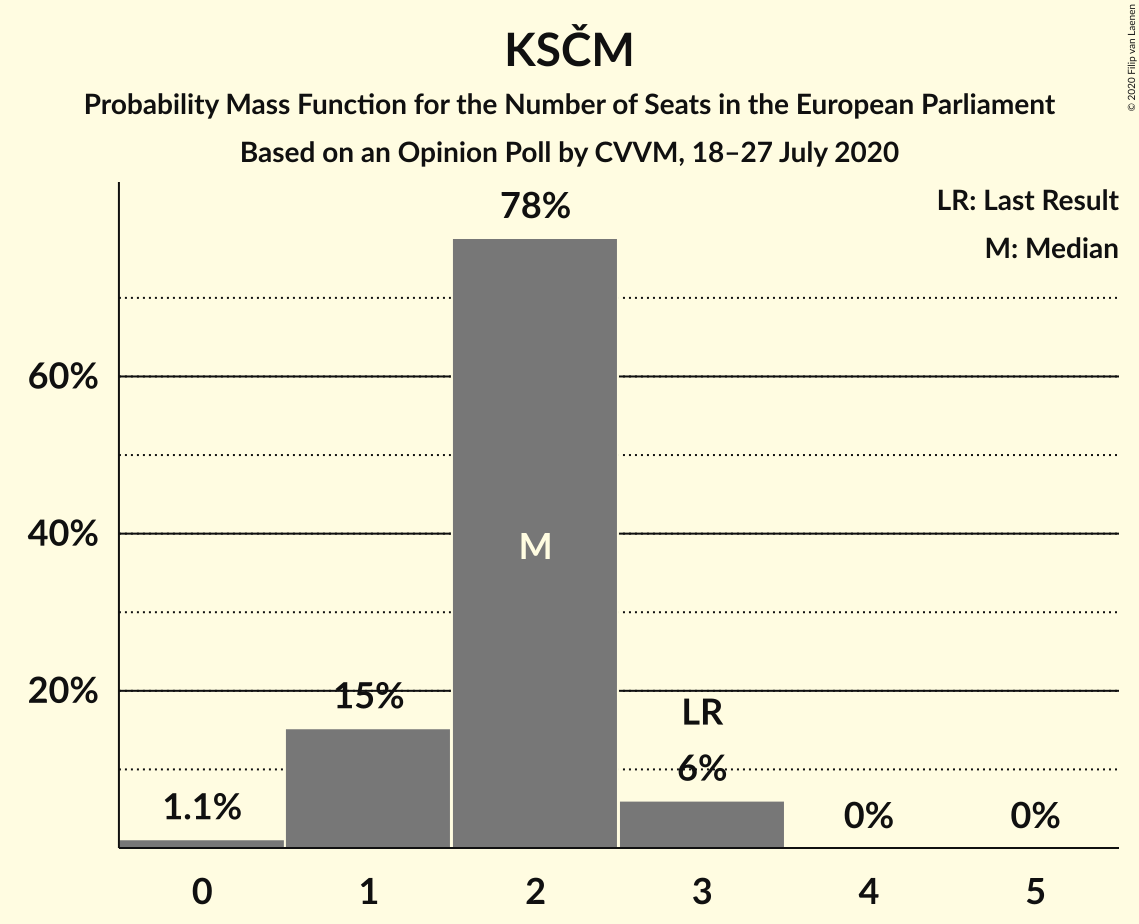 KSČM
Probability Mass Function for the Number of Seats in the European Parliament
Based on an Opinion Poll by CVVM, 18–27 July 2020
© 2020 Filip van Laenen
LR: Last Result
M: Median
78%
60%
40%
M
20%
15%
LR
6%
1.1%
0%
0%
0 1 2 3 4 5